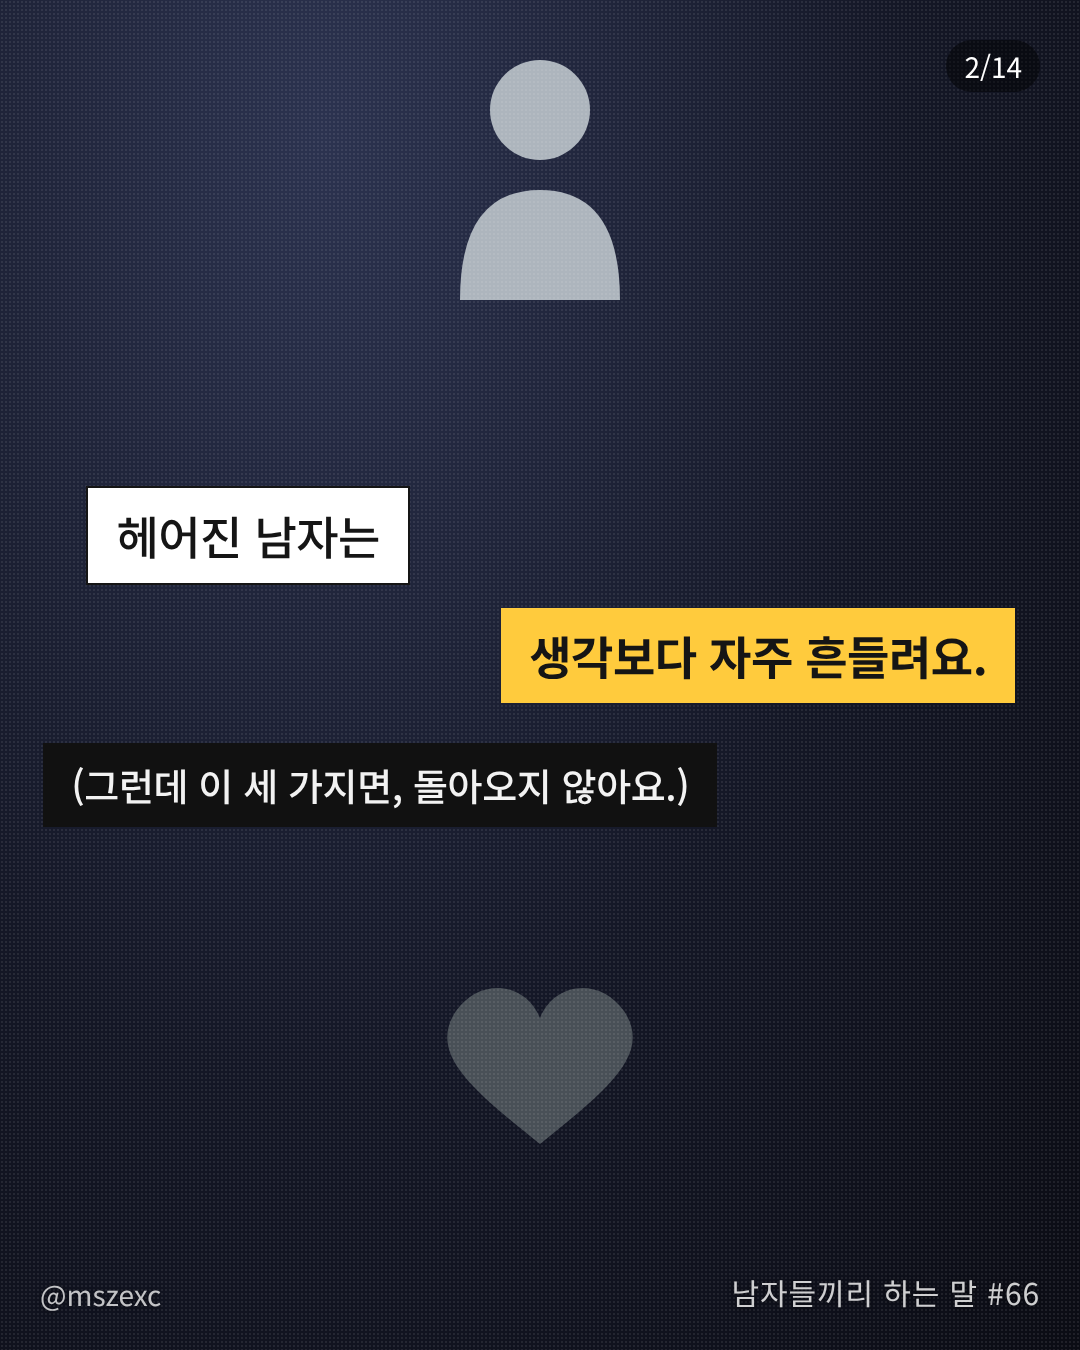 2/14
헤어진 남자는
생각보다 자주 흔들려요.
(그런데 이 세 가지면, 돌아오지 않아요.)
@mszexc
남자들끼리 하는 말 #66